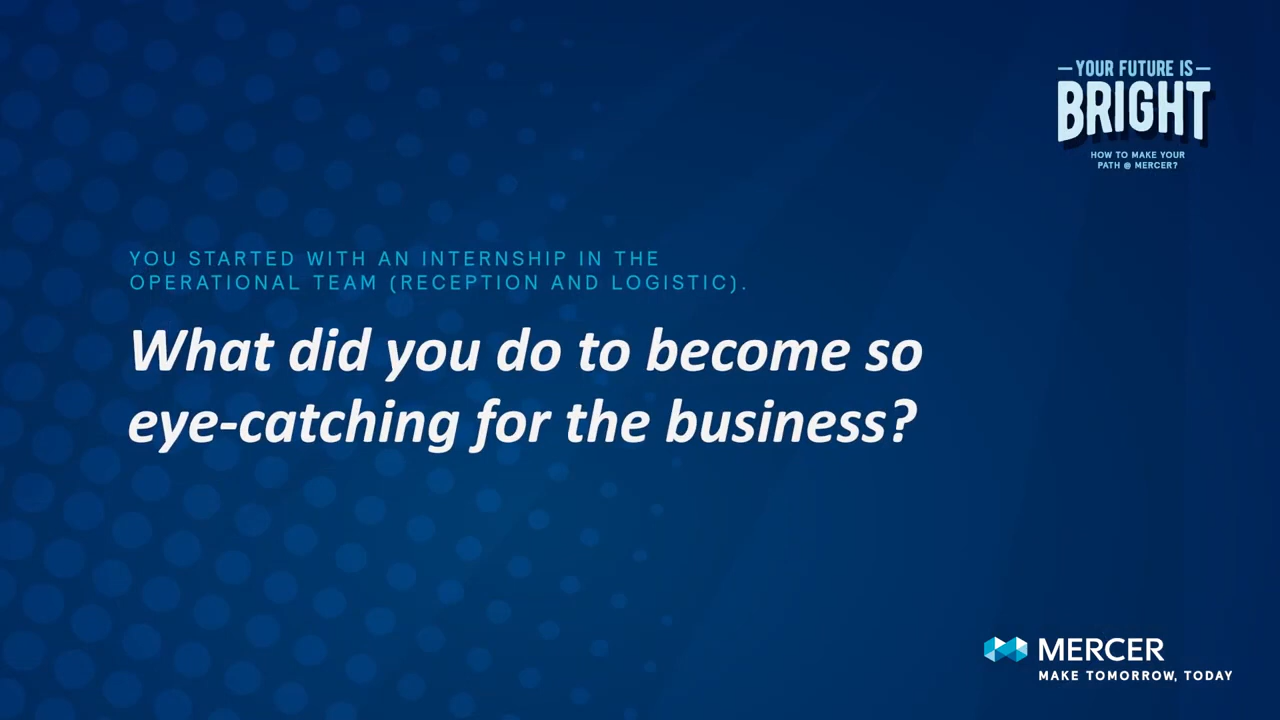 —YOUR FUTURE IS—
BRIGHT
HOW TO MAKE YOUR
PATH @ MERCER?
YOU STARTED WITH AN INTERNSHIP IN THE
OPERATIONAL TEAM (RECEPTION AND LOGISTIC).
What did you do to become so
eye-catching for the business?
MERCER
MAKE TOMORROW, TODAY